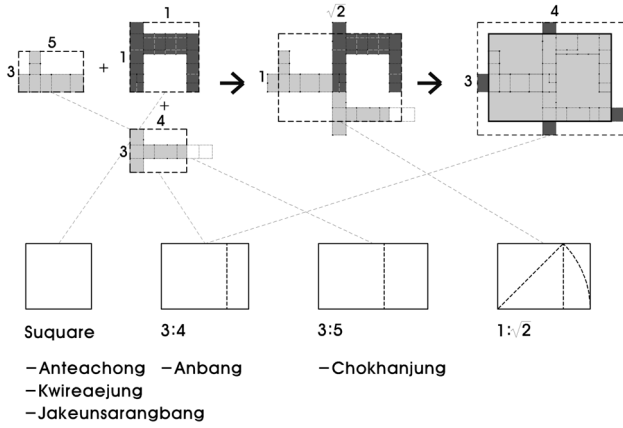 5
3
+
1
1
+
4
3
√2
1
4
3
Suquare
3:4
3:5
1:√2
−Anteachong
−Anbang
−Chokhanjung
−Kwireaejung
−Jakeunsarangbang